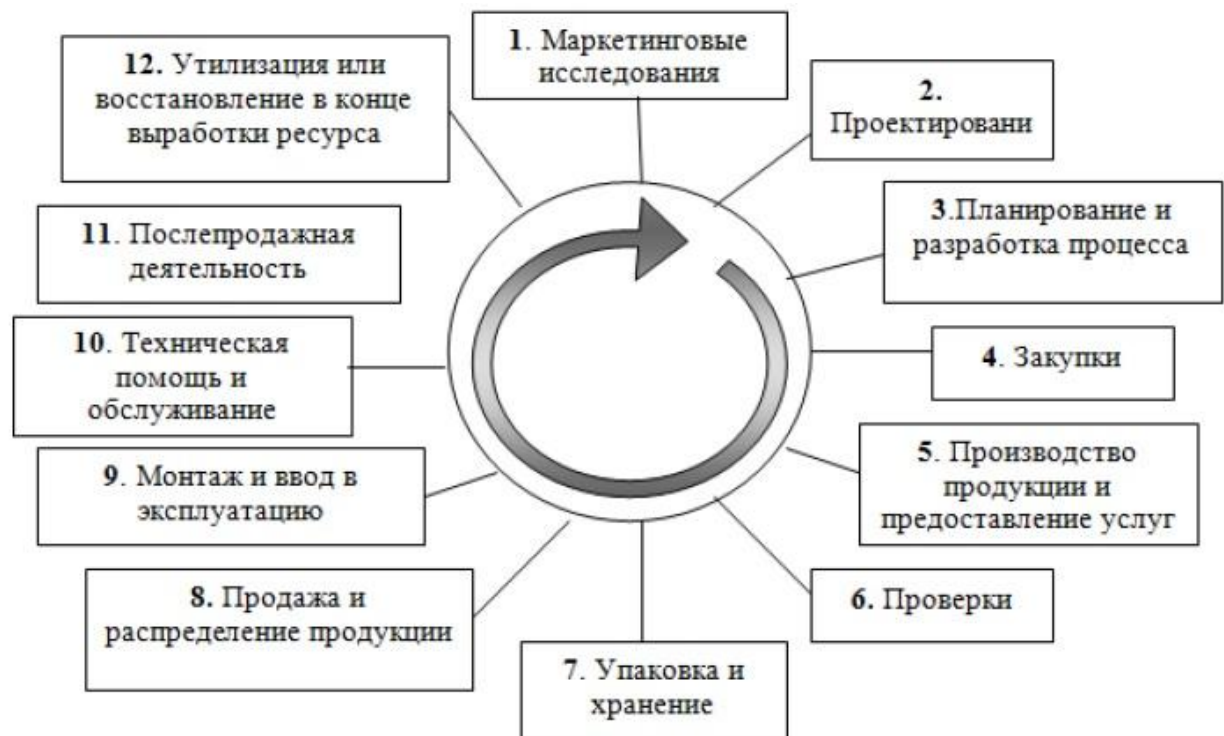 1. Маркетинговые
исследования
2.
Проектировани
3.Планирование и
разработка процесса
4. Закупки
5. Производство
продукции и
предоставление услуг
6. Проверки
7. Упаковка и
хранение
8. Продажа и
распределение продукции
9. Монтаж и ввод в
эксплуатацию
10. Техническая
помощь и
обслуживание
11. Послепродажная
деятельность
12. Утилизация или
восстановление в конце
выработки ресурса